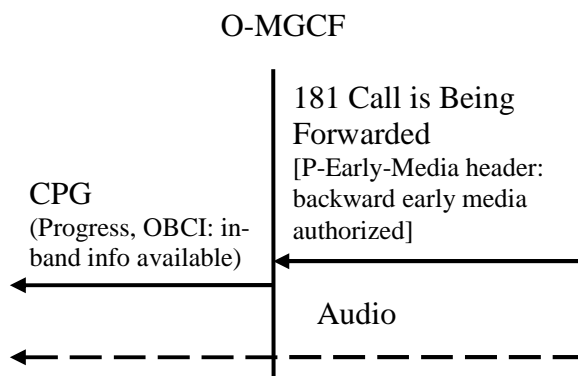 O-MGCF
181 Call is Being
Forwarded
[P-Early-Media header:
backward early media
authorized]
CPG
(Progress, OBCI: in-
band info available)
Audio